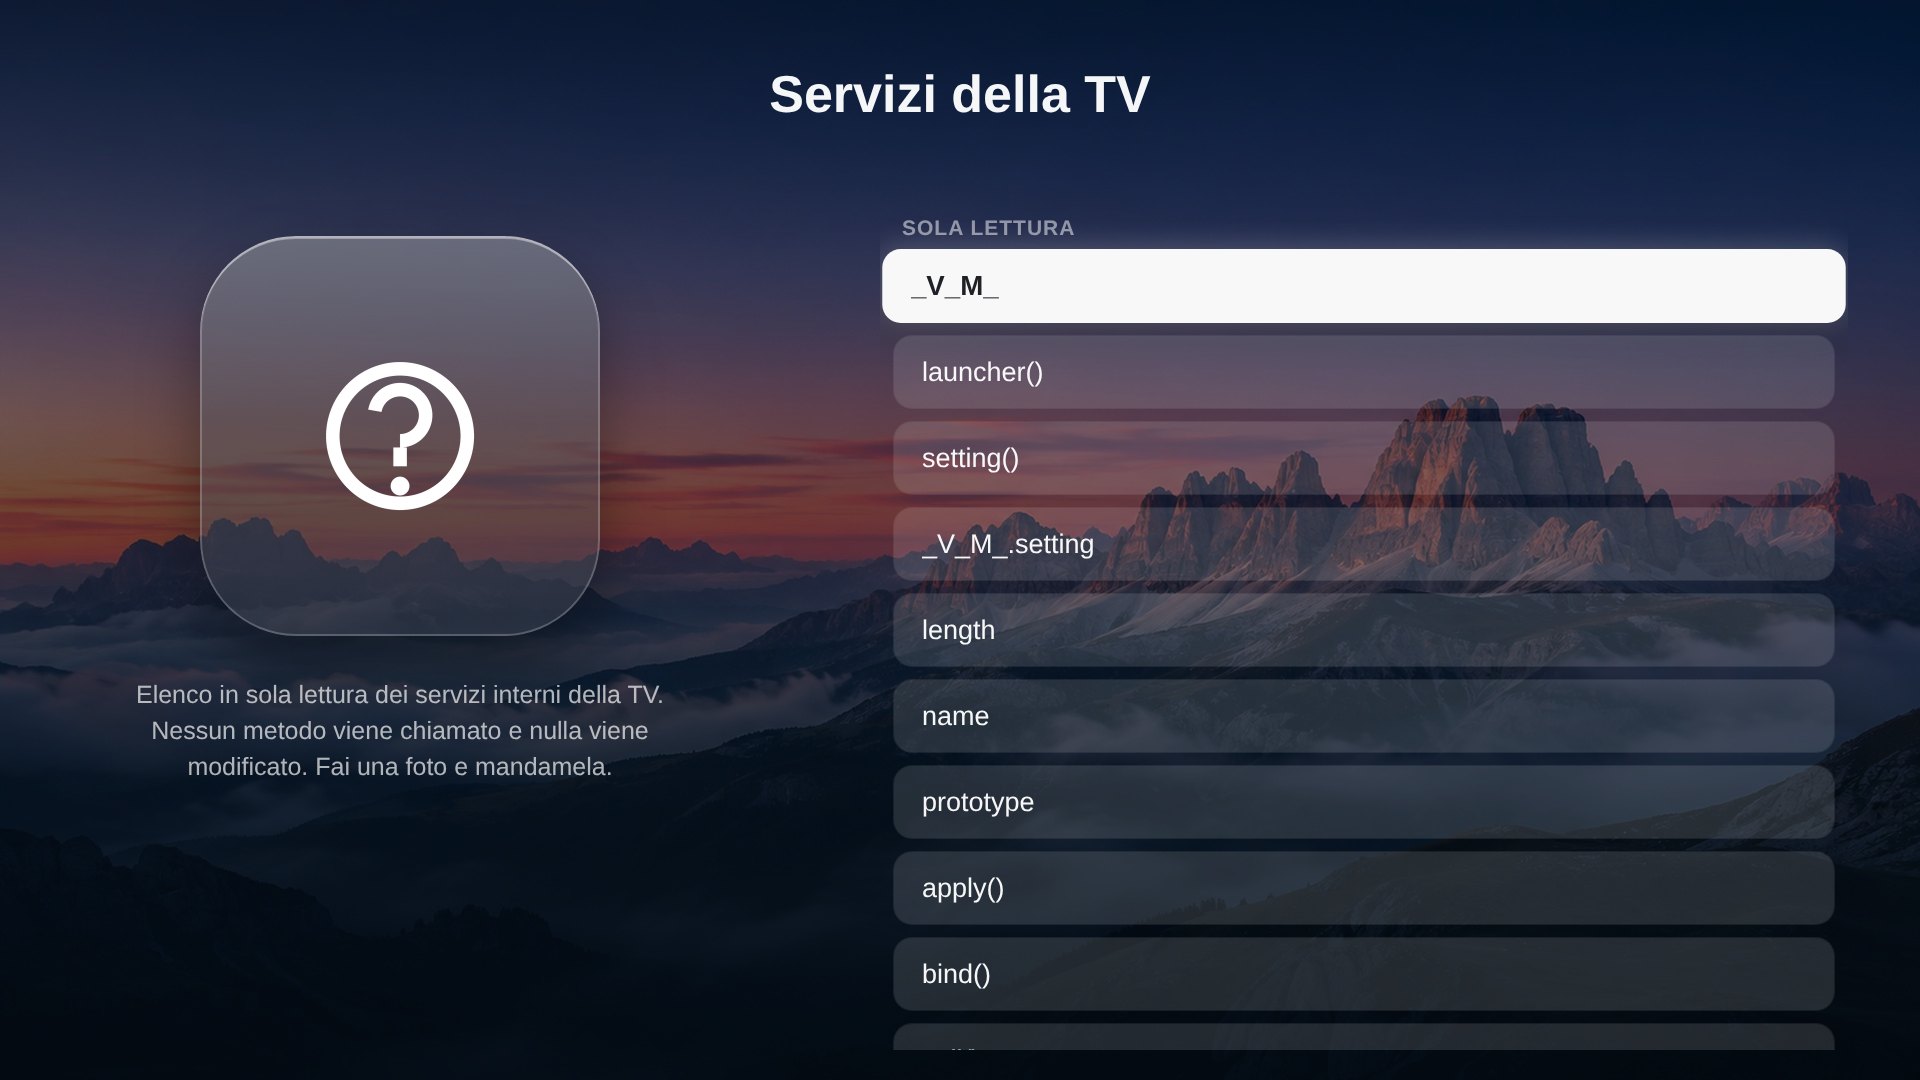 Servizi della TV
SOLA LETTURA
_V_M_
launcher()
setting()
_V_M_.setting
length
name
prototype
apply()
bind()
Elenco in sola lettura dei servizi interni della TV.
Nessun metodo viene chiamato e nulla viene
modificato. Fai una foto e mandamela.